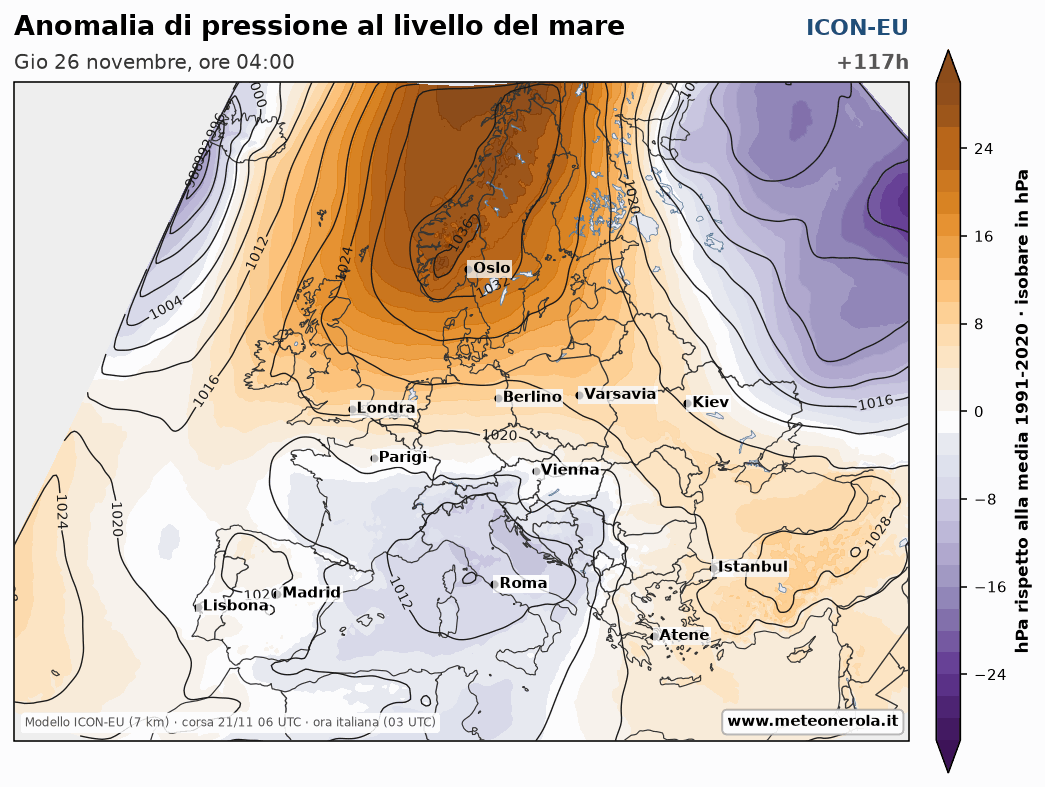 Anomalia di pressione al livello del mare
ICON-EU
Gio 26 novembre, ore 04:00
+117h
1000
996
992
988
1004
1012
1016
1024
1036
1032
1020
1016
1020
1024
1020
1028
1012
1020
Oslo
Londra
Berlino
Varsavia
Kiev
Parigi
Vienna
Roma
Istanbul
Madrid
Lisbona
Atene
Modello ICON-EU (7 km) · corsa 21/11 06 UTC · ora italiana (03 UTC)
www.meteonerola.it
24
16
8
0
−8
−16
−24
hPa rispetto alla media 1991-2020 · isobare in hPa